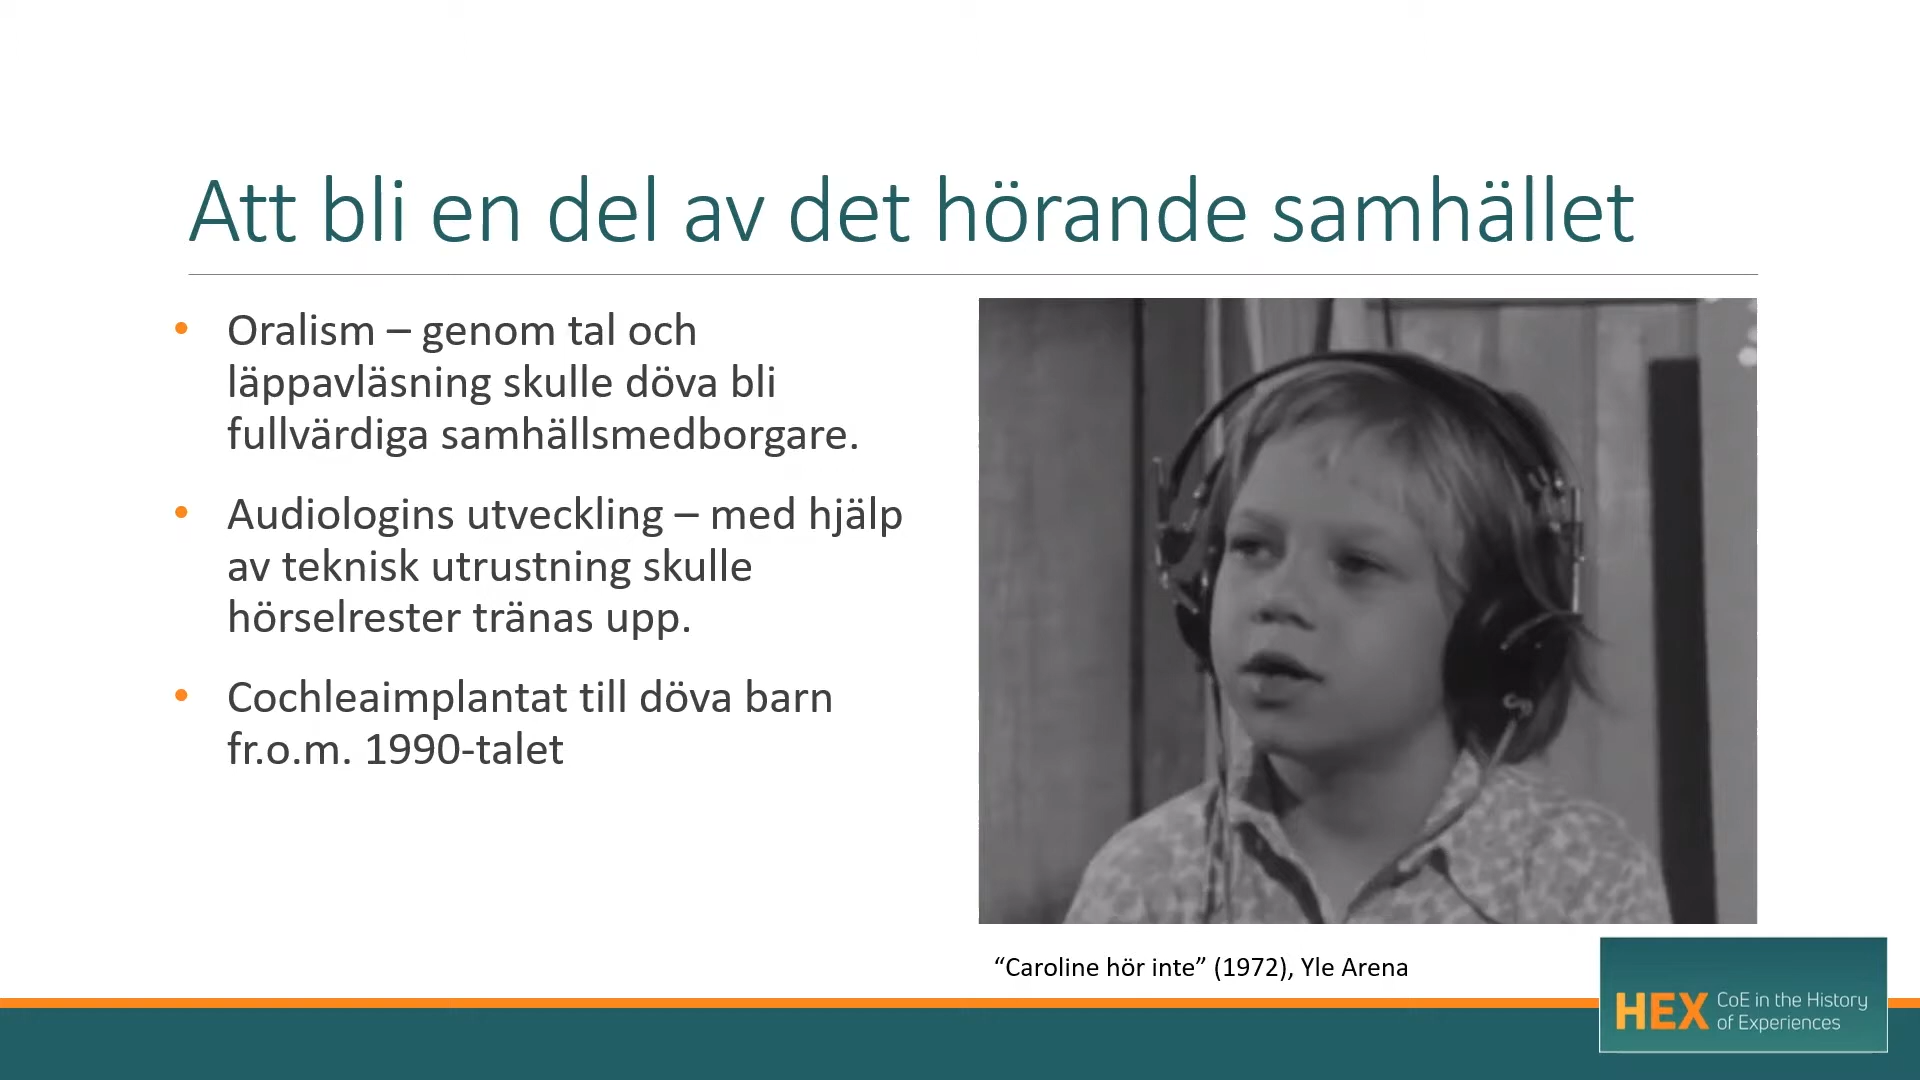 Att bli en del av det hörande samhället
• Oralism – genom tal och
läppavläsning skulle döva bli
fullvärdiga samhällsmedborgare.
• Audiologins utveckling – med hjälp
av teknisk utrustning skulle
hörselrester tränas upp.
• Cochleaimplantat till döva barn
fr.o.m. 1990-talet
“Caroline hör inte” (1972), Yle Arena
HEX CoE in the History
of Experiences